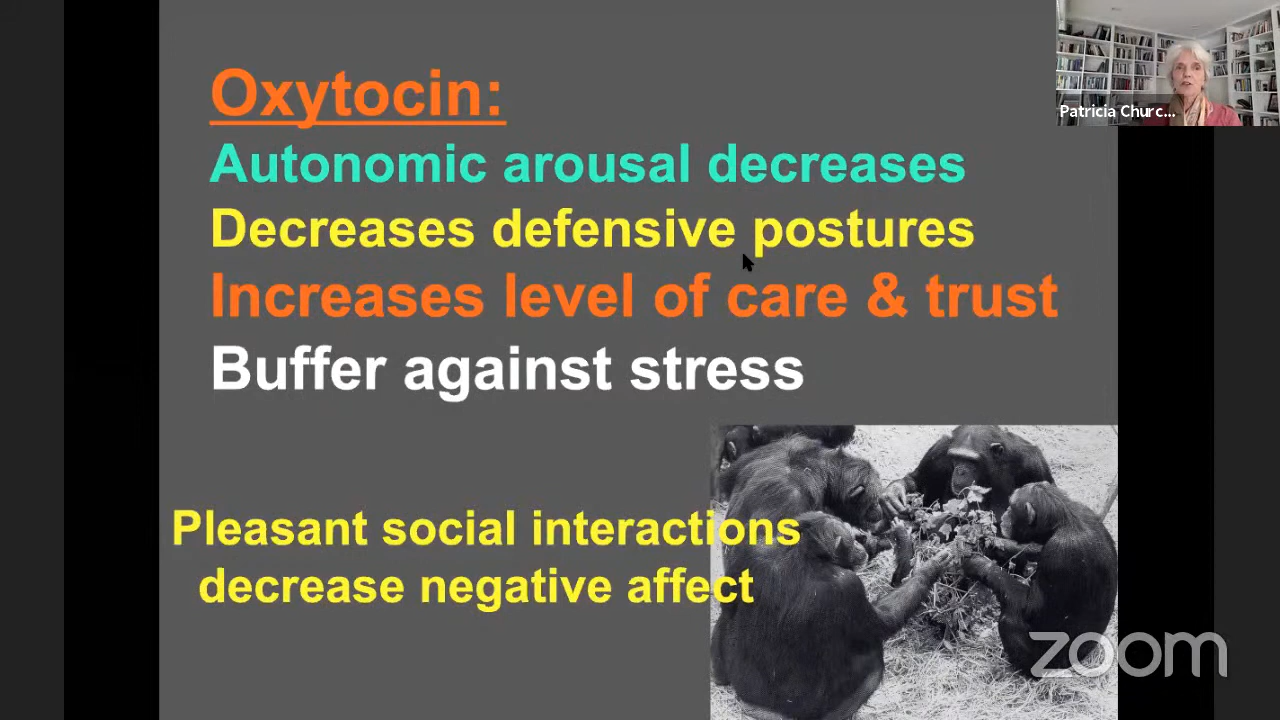 Oxytocin:
Autonomic arousal decreases
Decreases defensive postures
Increases level of care & trust
Buffer against stress
Pleasant social interactions
decrease negative affect
Patricia Churc...
zoom